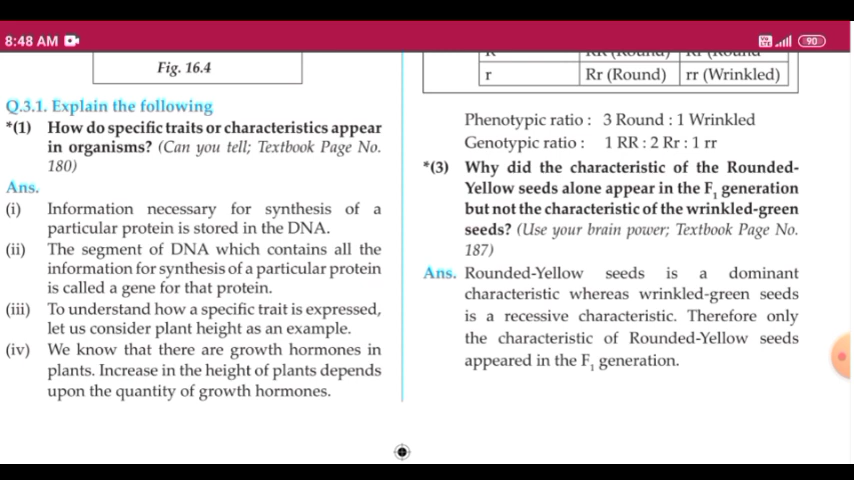 8:48 AM
90
Fig. 16.4
Q.3.1. Explain the following
*(1) How do specific traits or characteristics appear
in organisms? (Can you tell; Textbook Page No.
180)
Ans.
(i) Information necessary for synthesis of a
particular protein is stored in the DNA.
(ii) The segment of DNA which contains all the
information for synthesis of a particular protein
is called a gene for that protein.
(iii) To understand how a specific trait is expressed,
let us consider plant height as an example.
(iv) We know that there are growth hormones in
plants. Increase in the height of plants depends
upon the quantity of growth hormones.
r Rr (Round) rr (Wrinkled)
Phenotypic ratio : 3 Round : 1 Wrinkled
Genotypic ratio : 1 RR : 2 Rr : 1 rr
*(3) Why did the characteristic of the Rounded-
Yellow seeds alone appear in the F1 generation
but not the characteristic of the wrinkled-green
seeds? (Use your brain power; Textbook Page No.
187)
Ans. Rounded-Yellow seeds is a dominant
characteristic whereas wrinkled-green seeds
is a recessive characteristic. Therefore only
the characteristic of Rounded-Yellow seeds
appeared in the F1 generation.